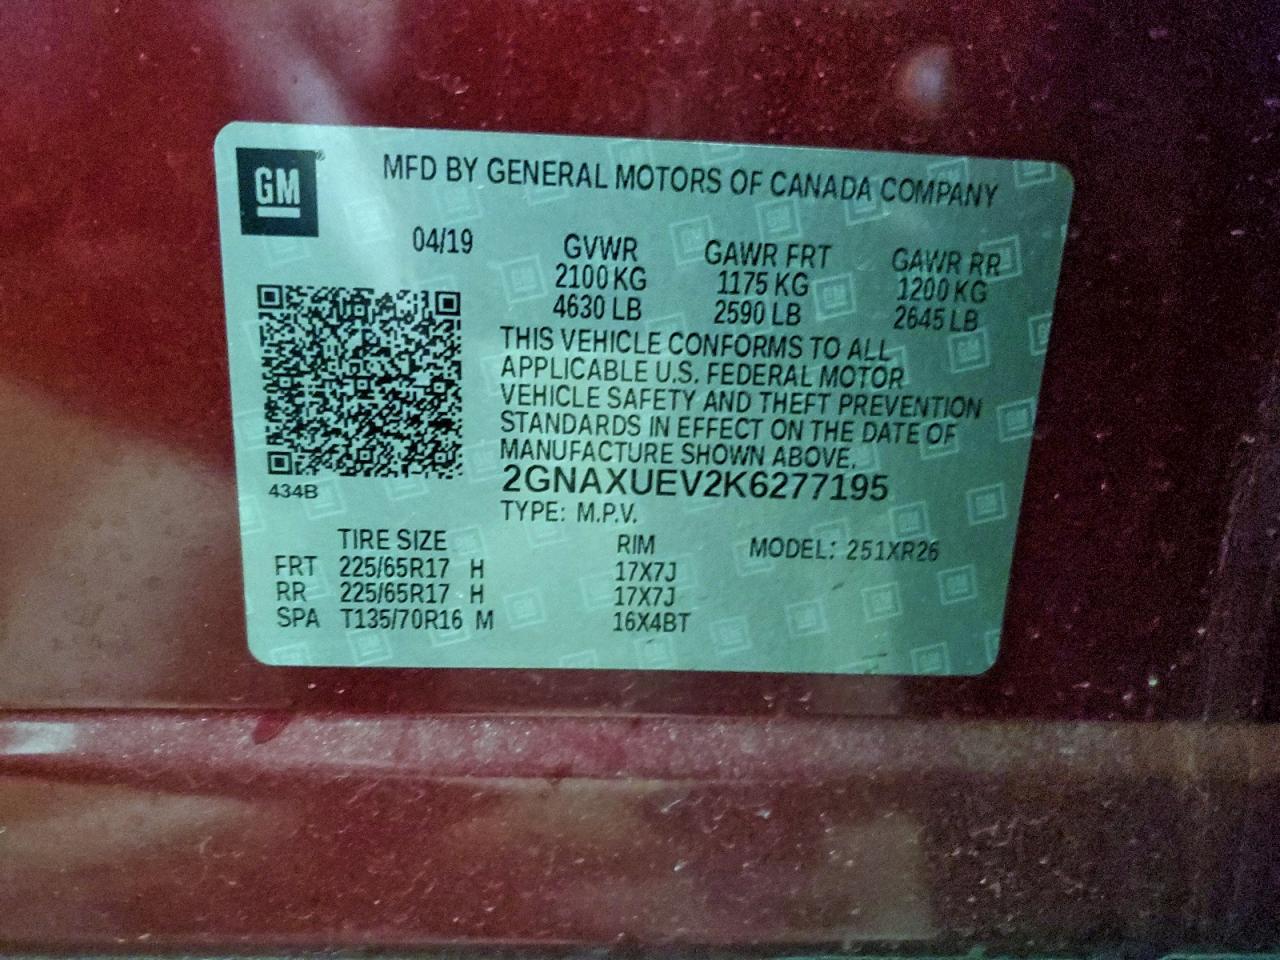 GM®
MFD BY GENERAL MOTORS OF CANADA COMPANY
04/19 GVWR GAWR FRT GAWR RR
2100 KG 1175 KG 1200 KG
4630 LB 2590 LB 2645 LB
THIS VEHICLE CONFORMS TO ALL
APPLICABLE U.S. FEDERAL MOTOR
VEHICLE SAFETY AND THEFT PREVENTION
STANDARDS IN EFFECT ON THE DATE OF
MANUFACTURE SHOWN ABOVE.
434B
2GNAXUEV2K6277195
TYPE: M.P.V.
TIRE SIZE RIM MODEL: 251XR26
FRT 225/65R17 H 17X7J
RR 225/65R17 H 17X7J
SPA T135/70R16 M 16X4BT